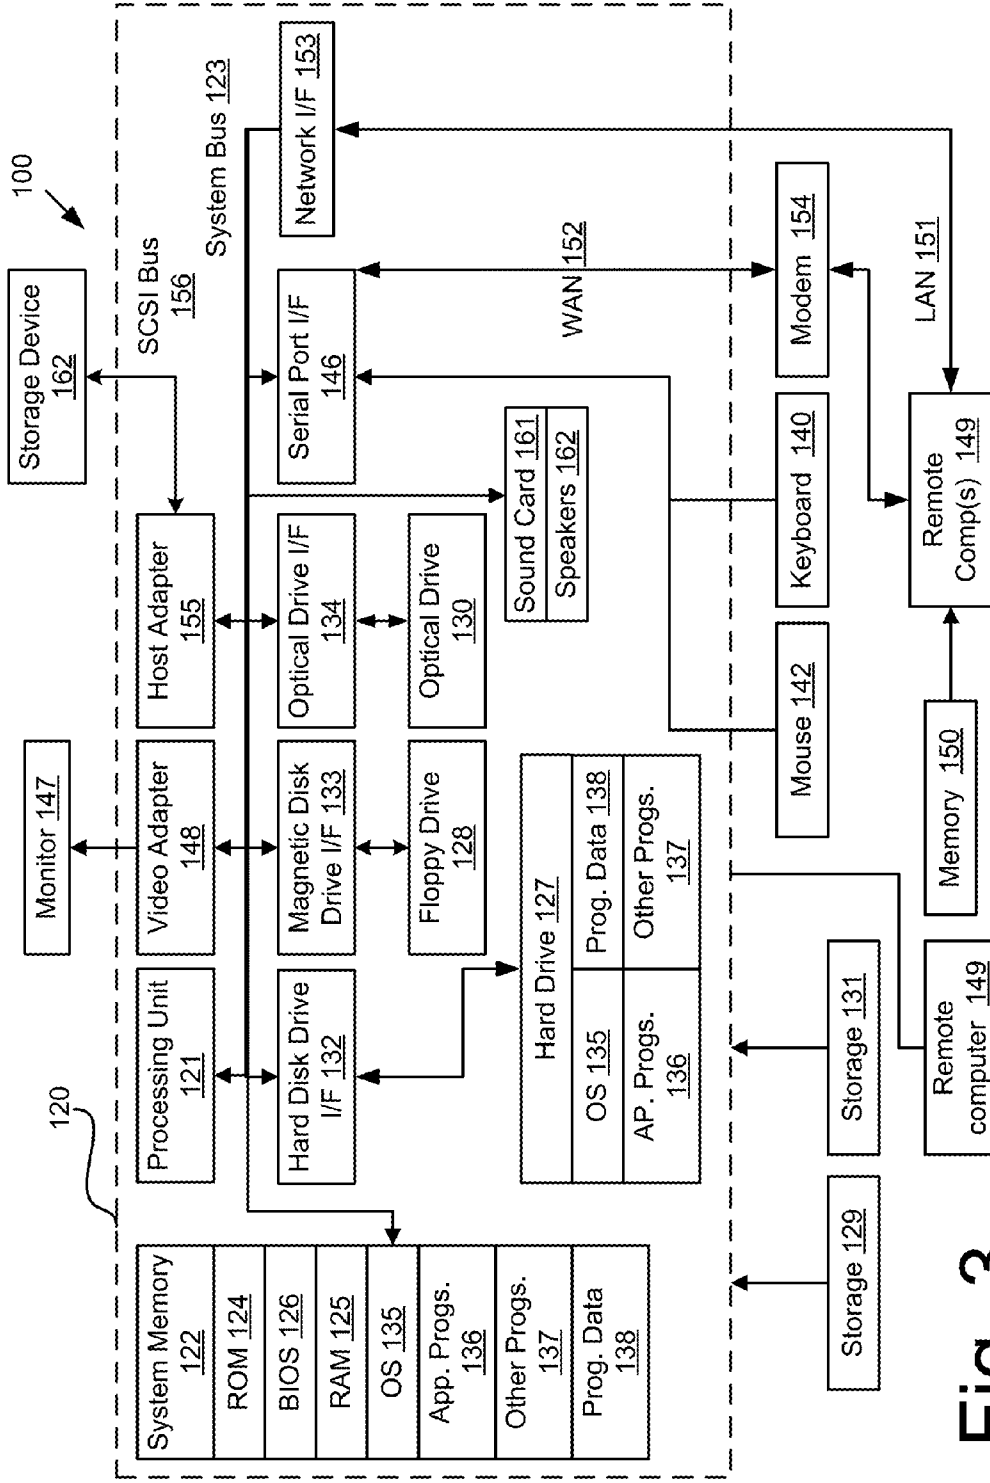 100
120
Monitor 147
Storage Device
162
SCSI Bus
156
System Bus 123
System Memory
122
ROM 124
BIOS 126
RAM 125
OS 135
App. Progs.
136
Other Progs.
137
Prog. Data
138
Processing Unit
121
Video Adapter
148
Host Adapter
155
Hard Disk Drive
I/F 132
Magnetic Disk
Drive I/F 133
Optical Drive I/F
134
Serial Port I/F
146
Network I/F 153
Floppy Drive
128
Optical Drive
130
Sound Card 161
Speakers 162
Hard Drive 127
OS 135
Prog. Data 138
AP. Progs.
136
Other Progs.
137
WAN 152
Storage 129
Storage 131
Mouse 142
Keyboard 140
Modem 154
Remote
computer 149
Memory 150
Remote
Comp(s) 149
LAN 151
Fig. 3